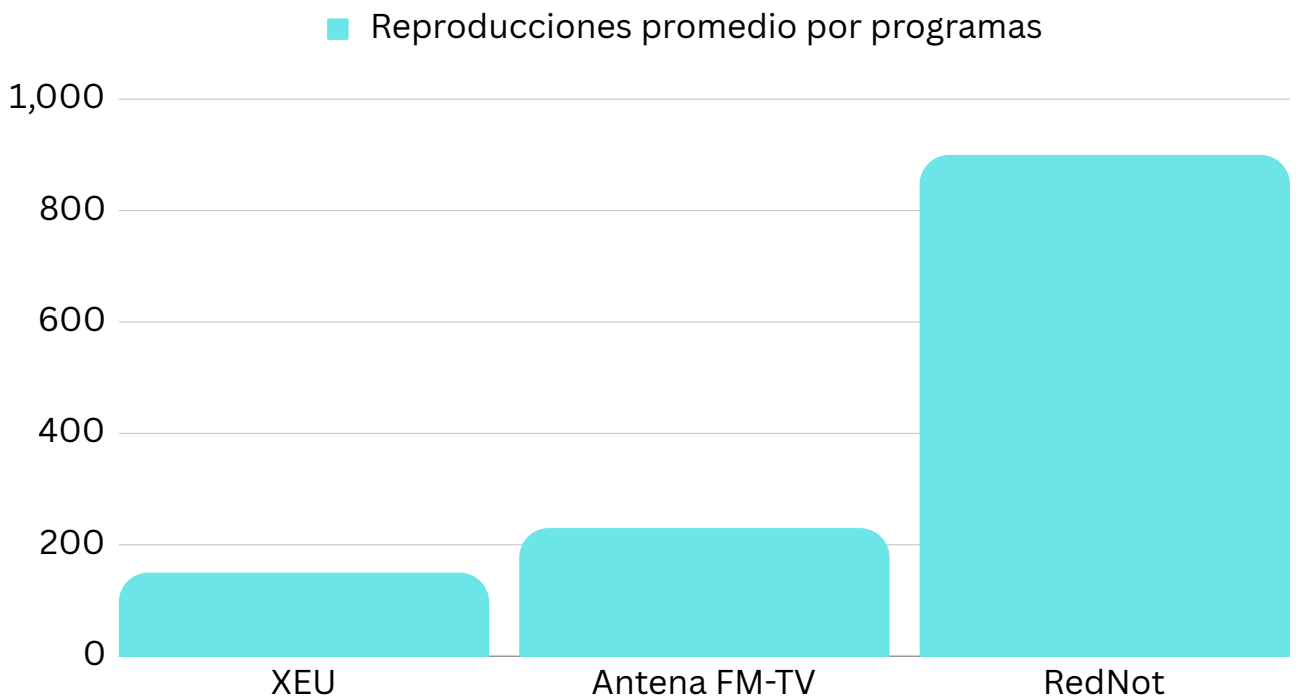 Reproducciones promedio por programas
1,000
800
600
400
200
0
XEU
Antena FM-TV
RedNot